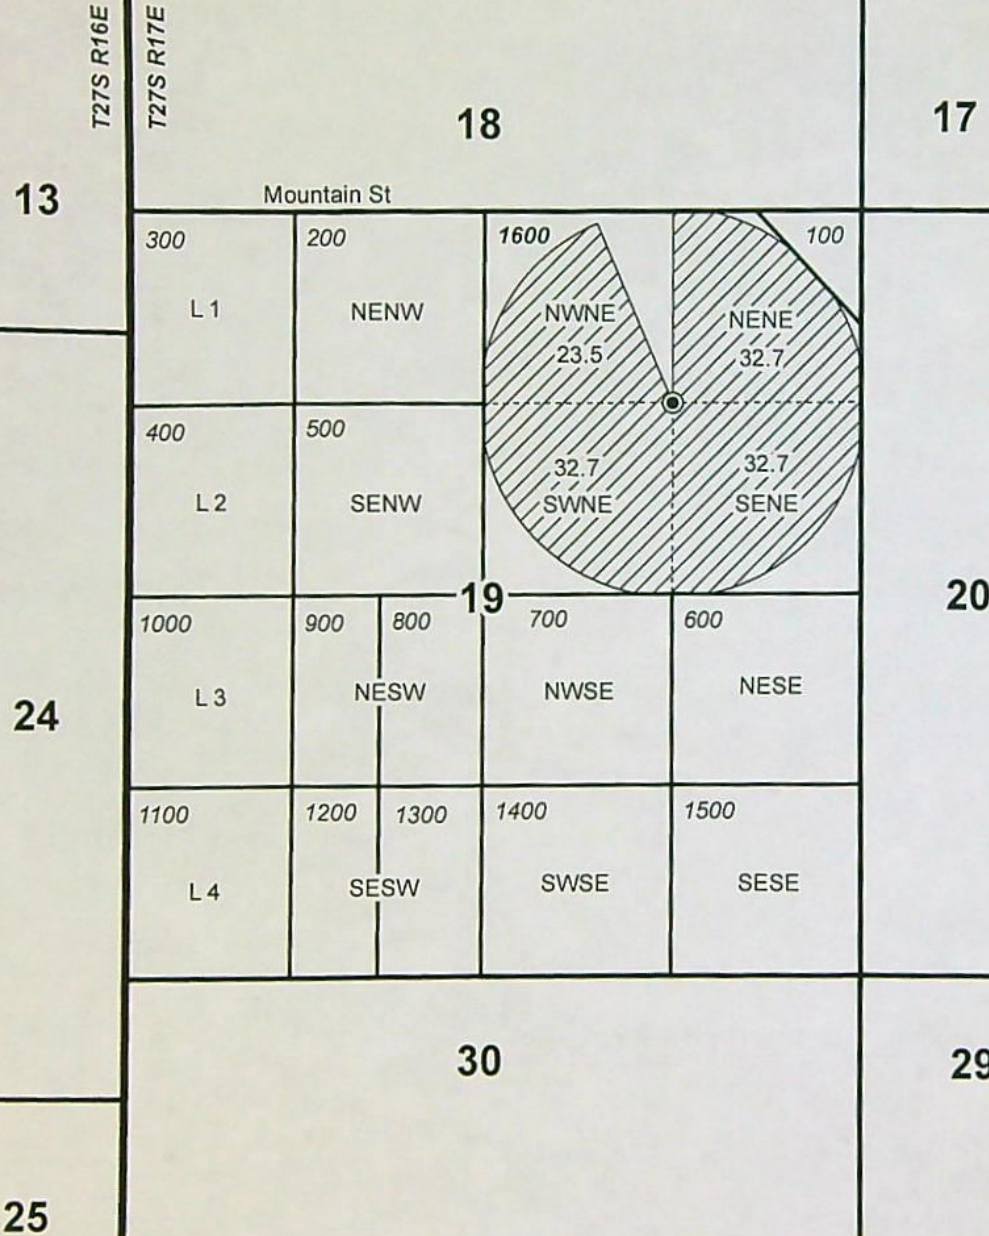 T27S R16E
T27S R17E
18
17
13
Mountain St
300
200
1600
100
L 1
NENW
NWNE
NENE
23.5
32.7
400
500
L 2
SENW
32.7
32.7
SWNE
SENE
19
20
1000
900
800
700
600
L 3
NESW
NWSE
NESE
24
1100
1200
1300
1400
1500
L 4
SESW
SWSE
SESE
30
29
25